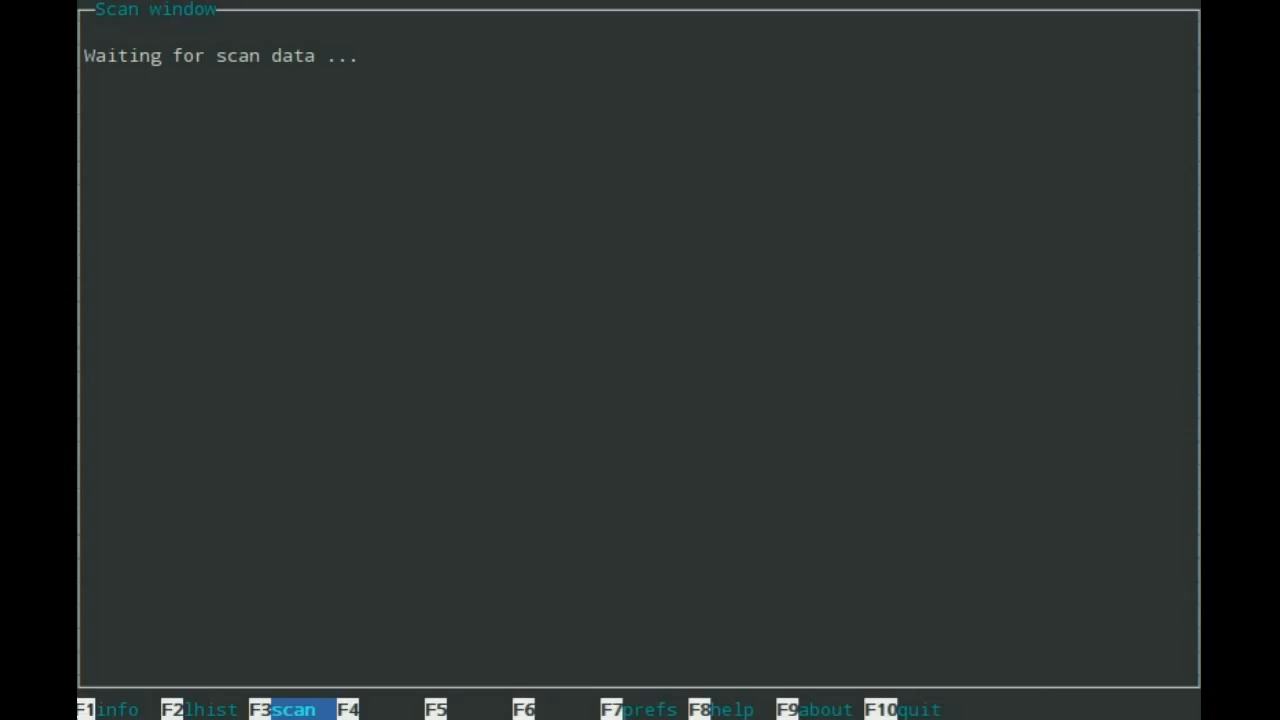 Scan window
Waiting for scan data ...
F1info F2lhist F3scan F4 F5 F6 F7prefs F8help F9about F10quit